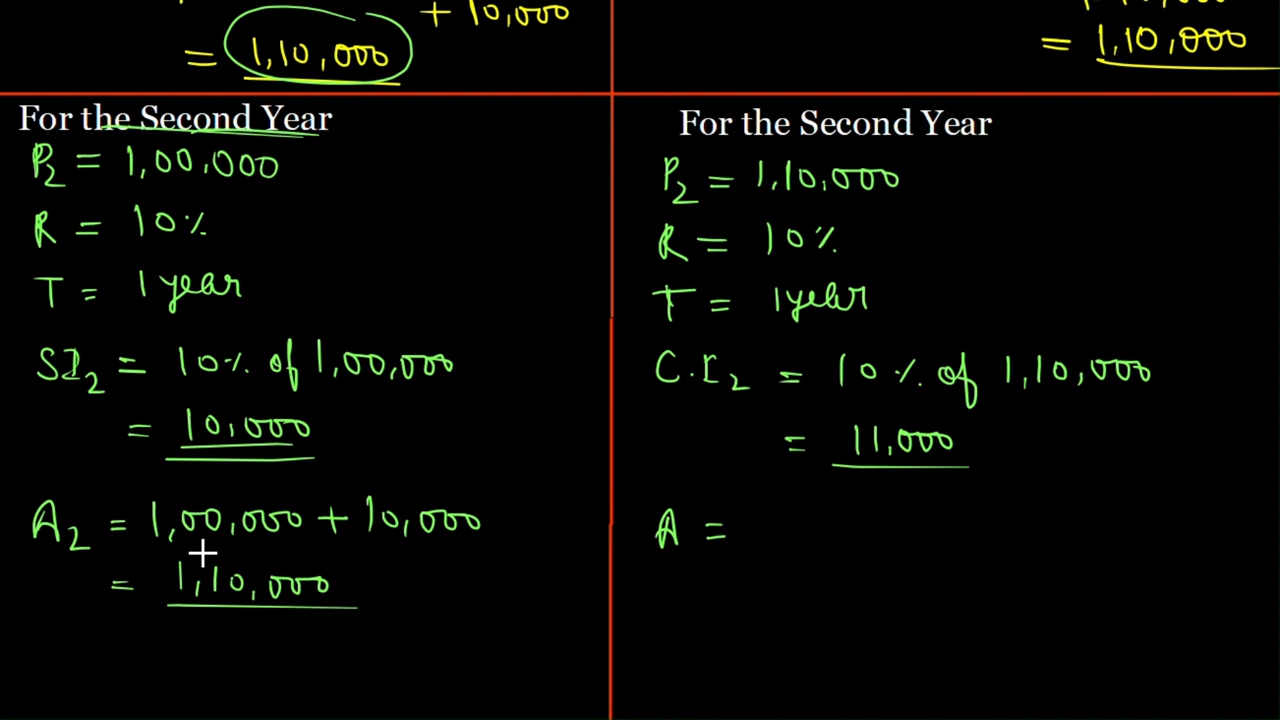 + 10,000
= 1,10,000
= 1,10,000
For the Second Year
P2 = 1,00,000
R = 10%
T = 1 year
SI2 = 10% of 1,00,000
= 10,000
A2 = 1,00,000 + 10,000
= 1,10,000
For the Second Year
P2 = 1,10,000
R = 10%
T = 1 year
C.I2 = 10% of 1,10,000
= 11,000
A =